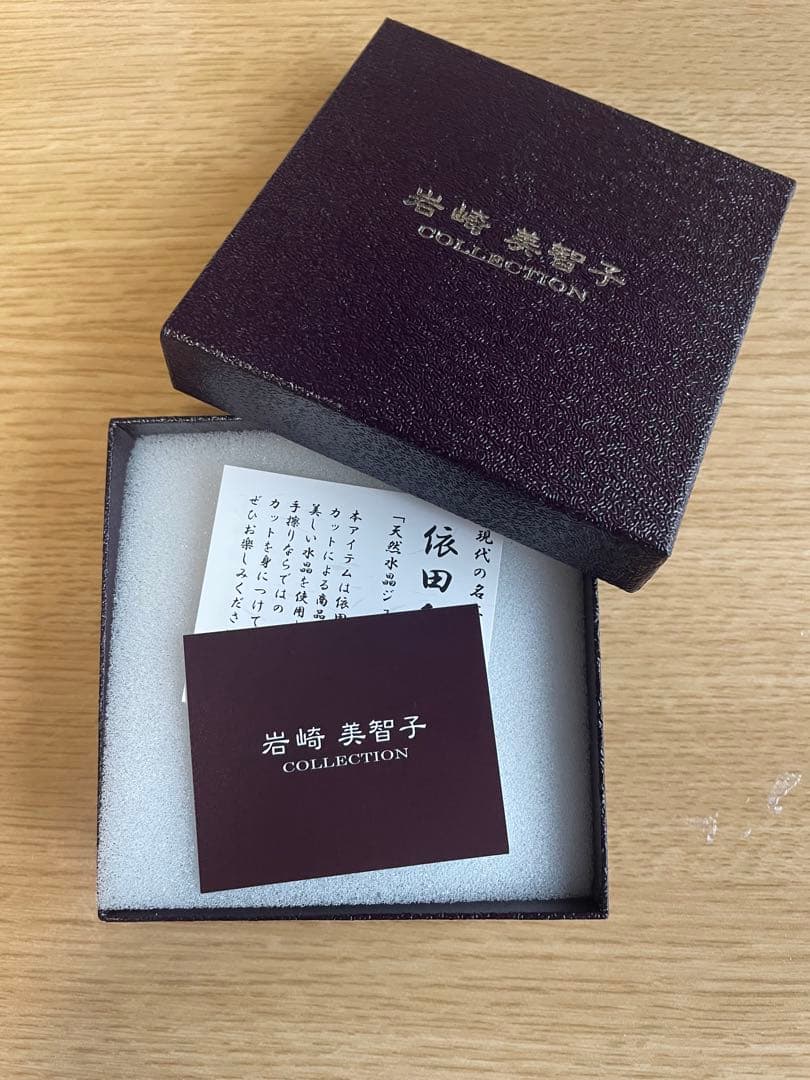 岩崎 美智子
COLLECTION
現代の名
依田
「天然水晶ジ
本アイテムは依田
カットによる商品
美しい水晶を使用
手擦りならではの
カットを身につけて
ぜひお楽しみくださ
岩崎 美智子
COLLECTION